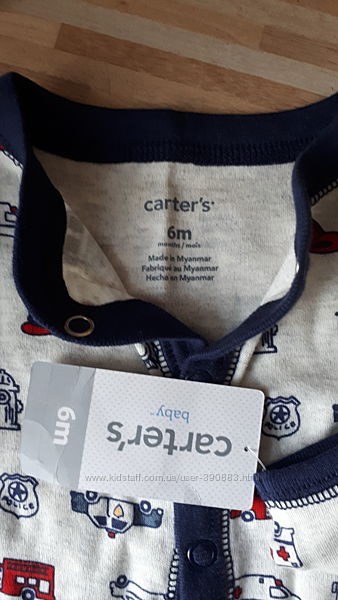 carter's
6m
months / mois
Made in Myanmar
Fabriqué au Myanmar
Hecho en Myanmar
carter's
baby™
6m
www.kidstaff.com.ua/user-390883.html
POLICE
POLICE